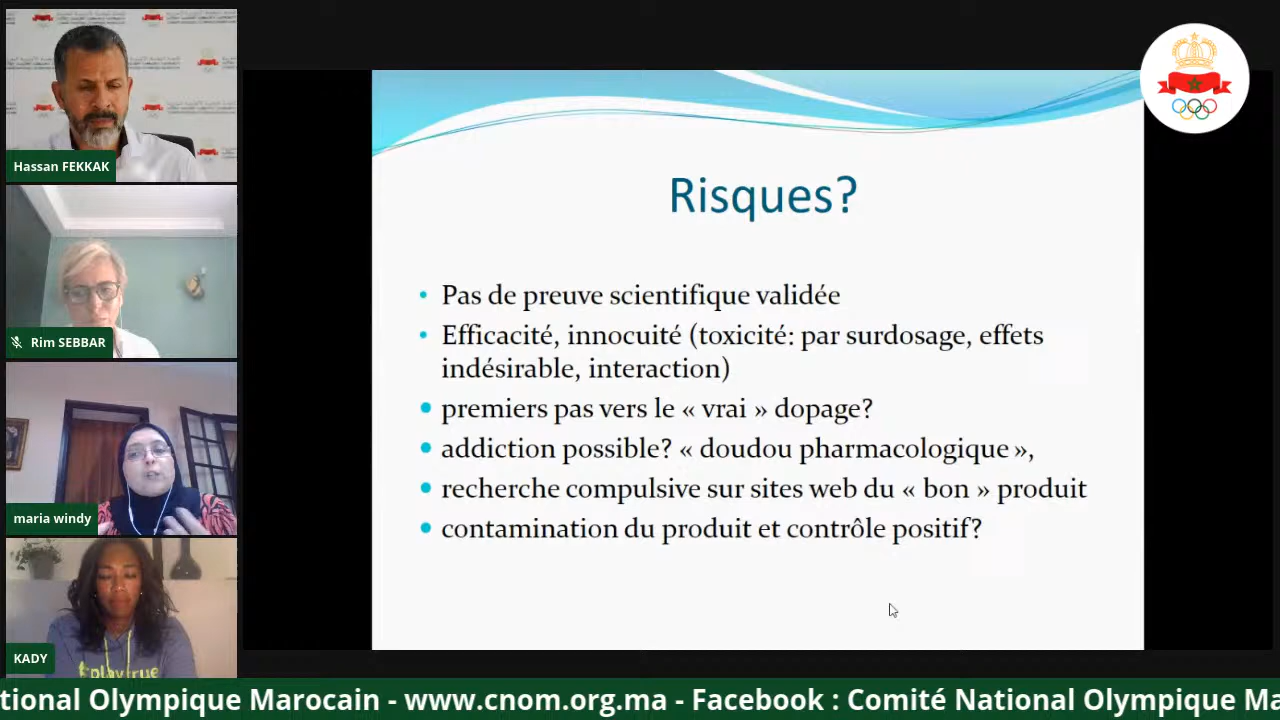 Hassan FEKKAK
Rim SEBBAR
maria windy
KADY
playtrue
Risques?
• Pas de preuve scientifique validée
• Efficacité, innocuité (toxicité: par surdosage, effets
indésirable, interaction)
• premiers pas vers le « vrai » dopage?
• addiction possible? « doudou pharmacologique »,
• recherche compulsive sur sites web du « bon » produit
• contamination du produit et contrôle positif?
tional Olympique Marocain - www.cnom.org.ma - Facebook : Comité National Olympique Ma